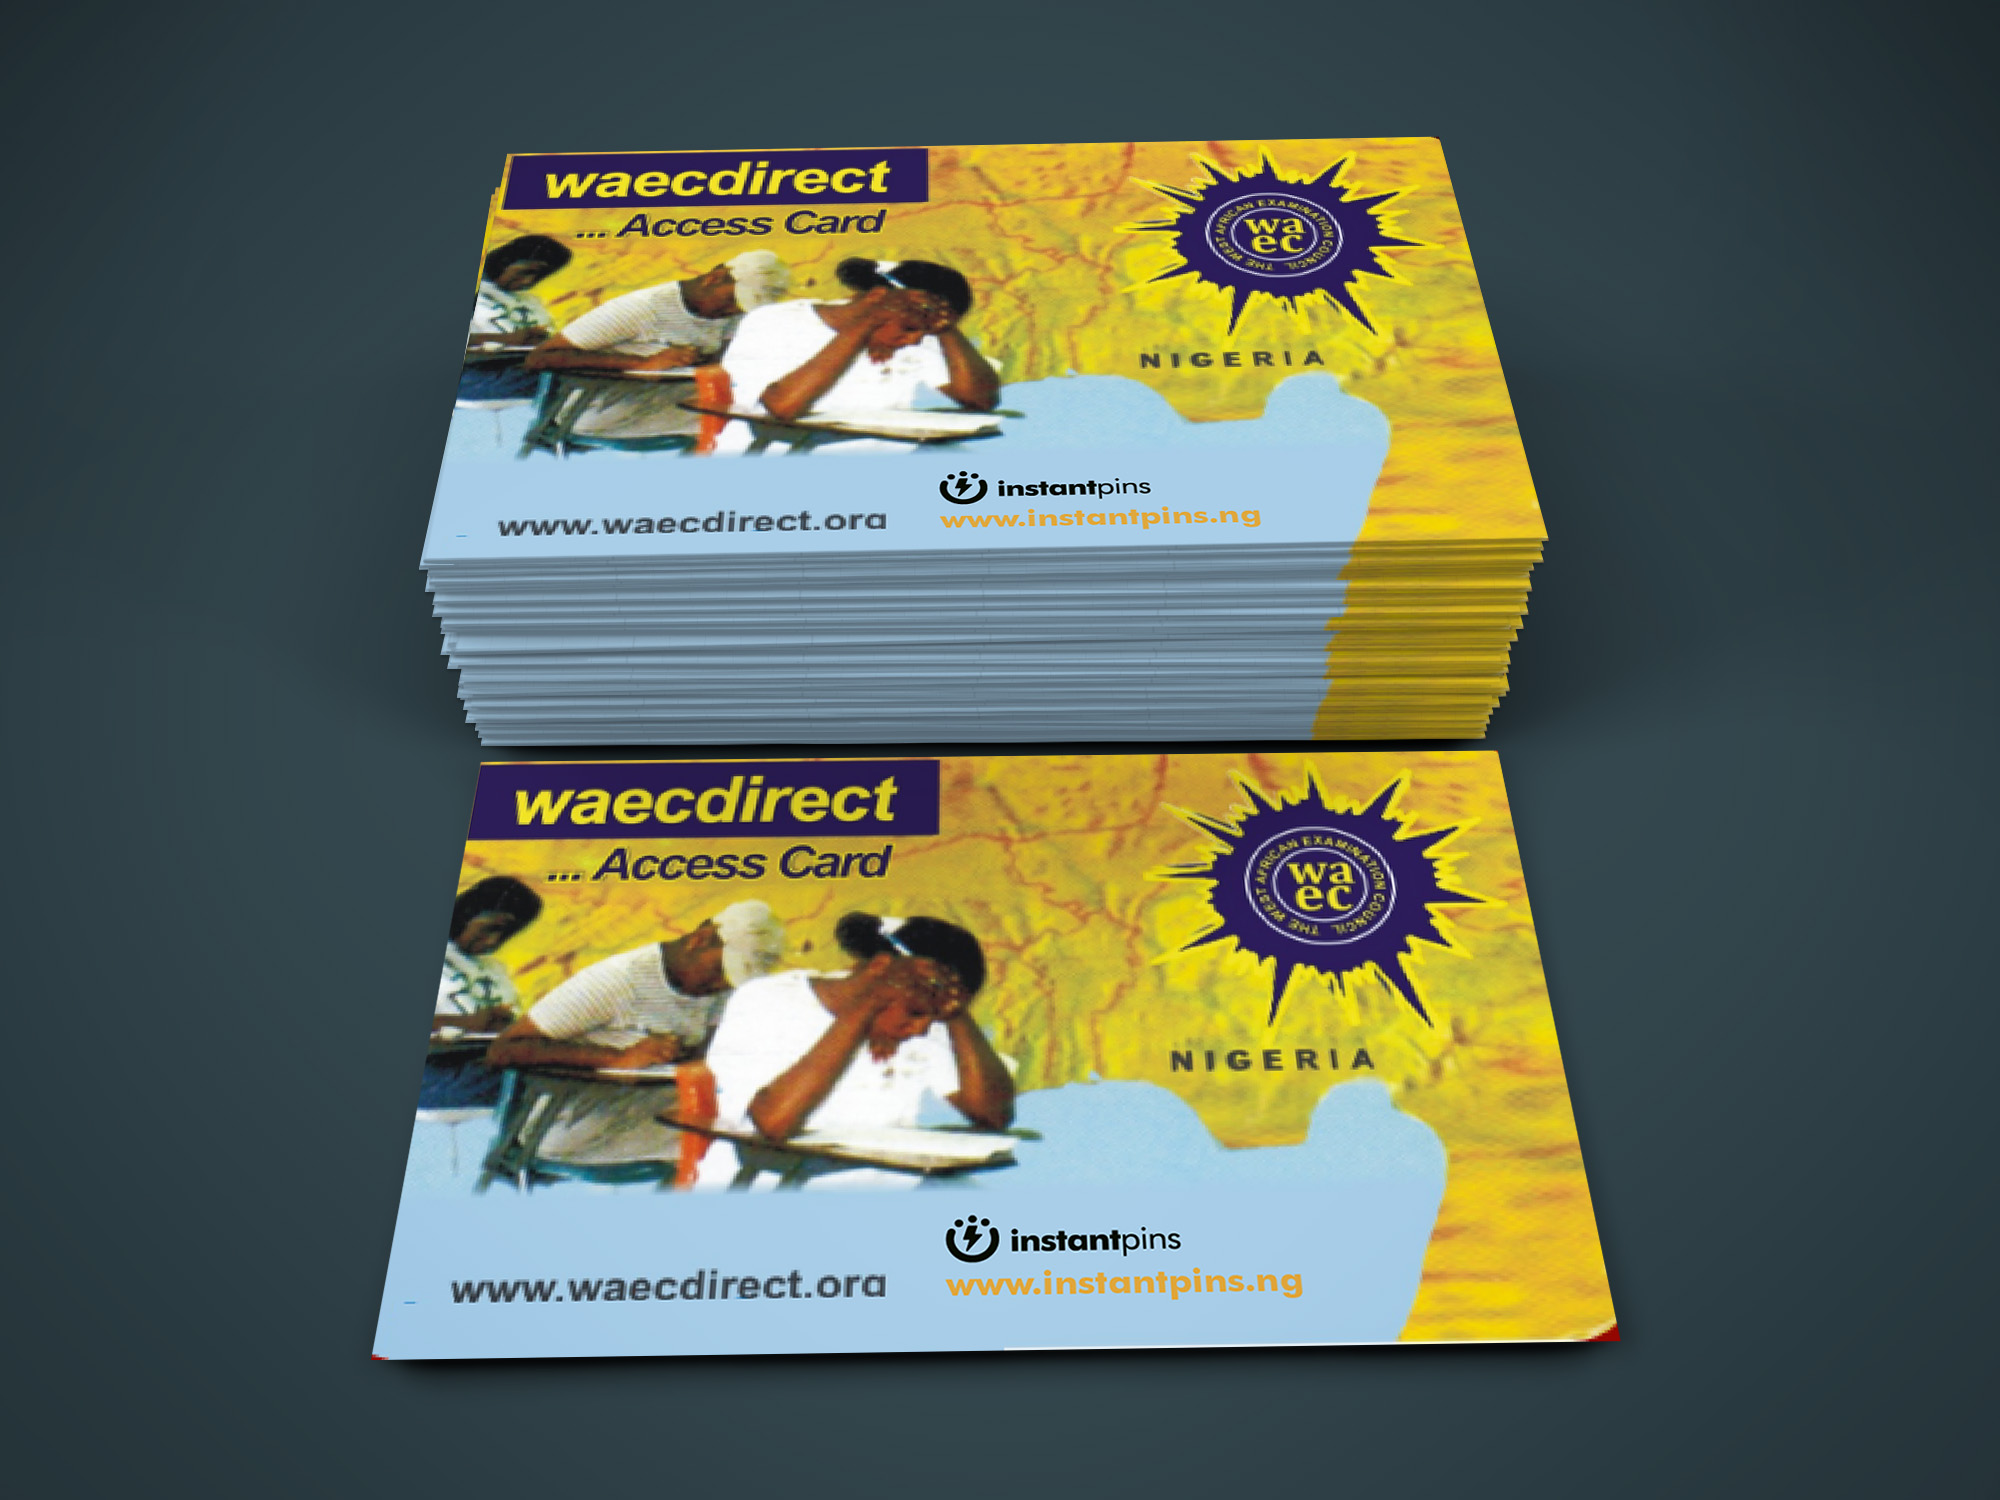 waecdirect
... Access Card
THE WEST AFRICAN EXAMINATION COUNCIL
wa
ec
NIGERIA
instantpins
www.waecdirect.org
www.instantpins.ng
waecdirect
... Access Card
THE WEST AFRICAN EXAMINATION COUNCIL
wa
ec
NIGERIA
instantpins
www.waecdirect.org
www.instantpins.ng